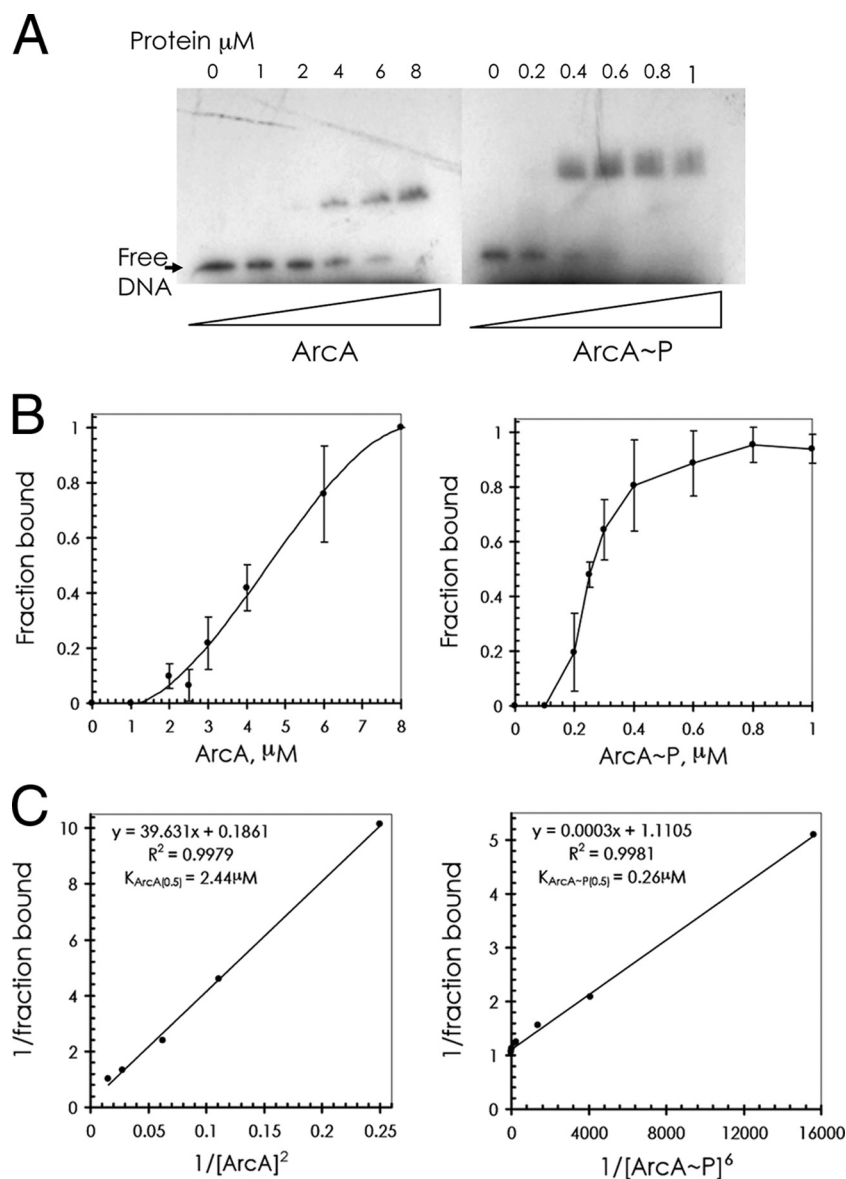 A
Protein μM
0 1 2 4 6 8 0 0.2 0.4 0.6 0.8 1
Free
DNA
ArcA ArcA~P
B
Fraction bound
1
0.8
0.6
0.4
0.2
0
0 1 2 3 4 5 6 7 8
ArcA, μM
Fraction bound
1
0.8
0.6
0.4
0.2
0
0 0.2 0.4 0.6 0.8 1
ArcA~P, μM
C
1/fraction bound
10
8
6
4
2
0
y = 39.631x + 0.1861
R² = 0.9979
K ArcA(0.5) = 2.44μM
0 0.05 0.1 0.15 0.2 0.25
1/[ArcA]²
1/fraction bound
5
4
3
2
1
0
y = 0.0003x + 1.1105
R² = 0.9981
K ArcA~P(0.5) = 0.26μM
0 4000 8000 12000 16000
1/[ArcA~P]⁶